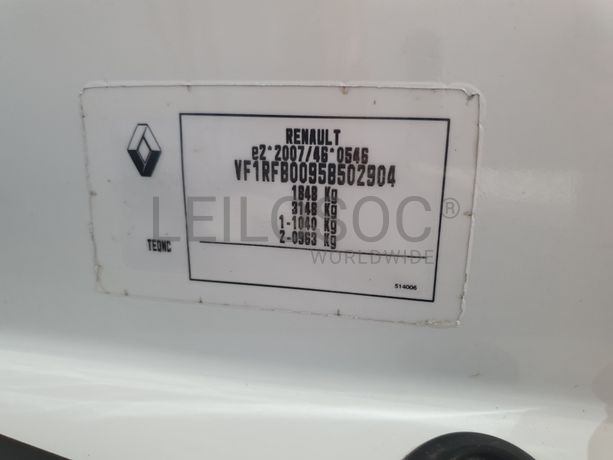 RENAULT
e2*2007/46*0546
VF1RFB00958502904
1848 Kg
3148 Kg
1-1040 Kg
2-0963 Kg
LEILOSOC®
WORLDWIDE
TEQNC
514006